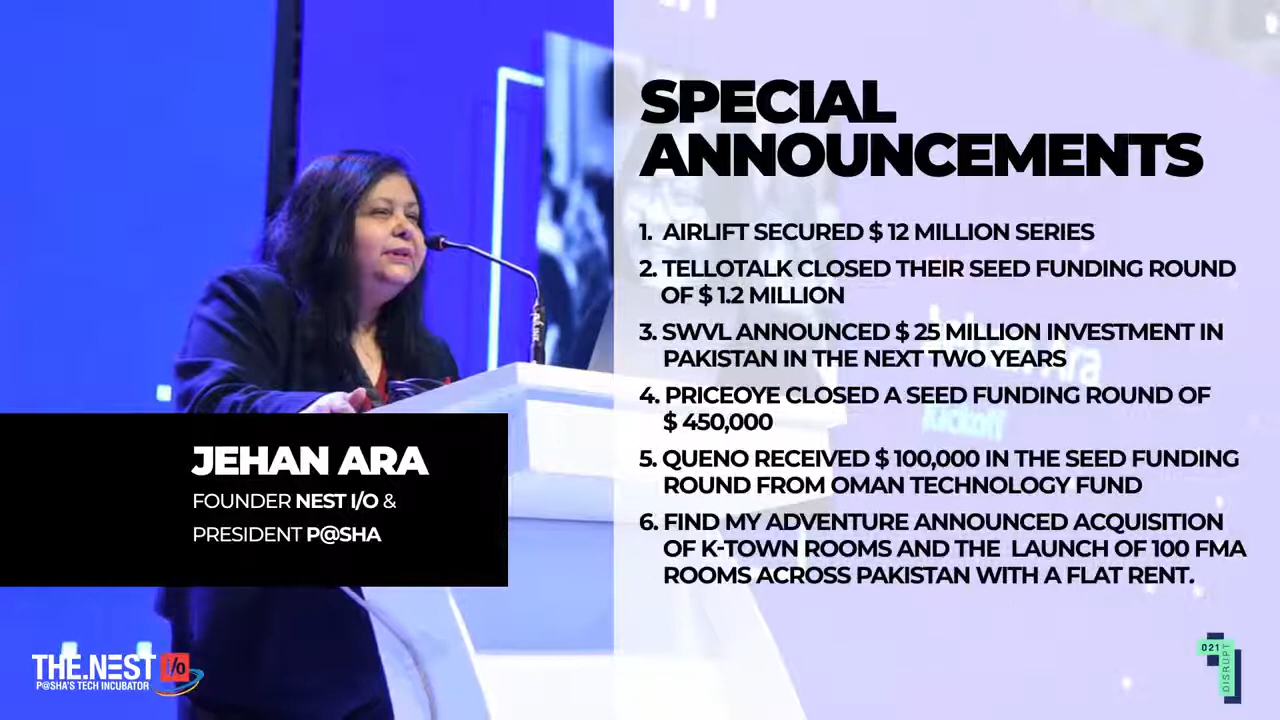 SPECIAL
ANNOUNCEMENTS
1. AIRLIFT SECURED $ 12 MILLION SERIES
2. TELLOTALK CLOSED THEIR SEED FUNDING ROUND
OF $ 1.2 MILLION
3. SWVL ANNOUNCED $ 25 MILLION INVESTMENT IN
PAKISTAN IN THE NEXT TWO YEARS
4. PRICEOYE CLOSED A SEED FUNDING ROUND OF
$ 450,000
5. QUENO RECEIVED $ 100,000 IN THE SEED FUNDING
ROUND FROM OMAN TECHNOLOGY FUND
6. FIND MY ADVENTURE ANNOUNCED ACQUISITION
OF K-TOWN ROOMS AND THE LAUNCH OF 100 FMA
ROOMS ACROSS PAKISTAN WITH A FLAT RENT.
JEHAN ARA
FOUNDER NEST I/O &
PRESIDENT P@SHA
THE.NEST I/O
P@SHA'S TECH INCUBATOR
021
DISRUPT